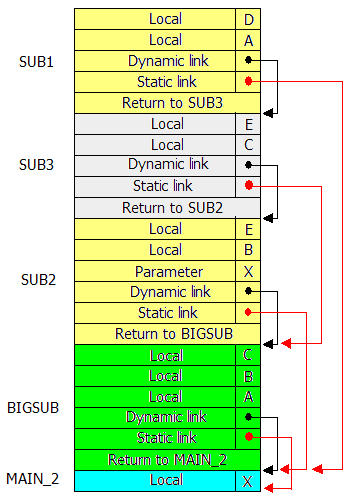 Local D
Local A
SUB1 Dynamic link
Static link
Return to SUB3
Local E
Local C
SUB3 Dynamic link
Static link
Return to SUB2
Local E
Local B
SUB2 Parameter X
Dynamic link
Static link
Return to BIGSUB
Local C
Local B
BIGSUB Local A
Dynamic link
Static link
Return to MAIN_2
MAIN_2 Local X